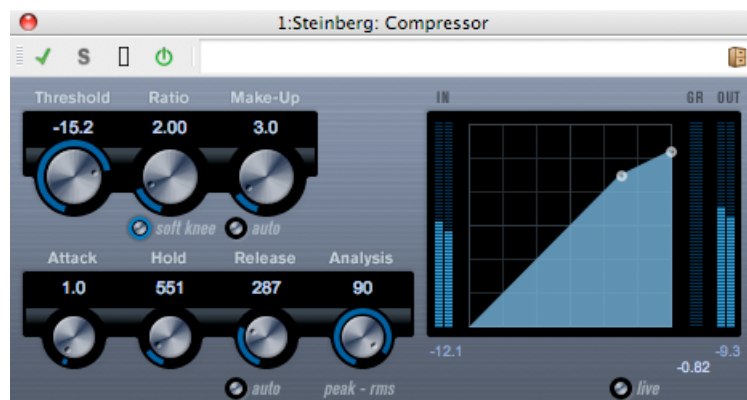 1:Steinberg: Compressor
S
Threshold Ratio Make-Up
-15.2 2.00 3.0
soft knee auto
Attack Hold Release Analysis
1.0 551 287 90
auto peak - rms
IN GR OUT
-12.1 -0.82 -9.3
live